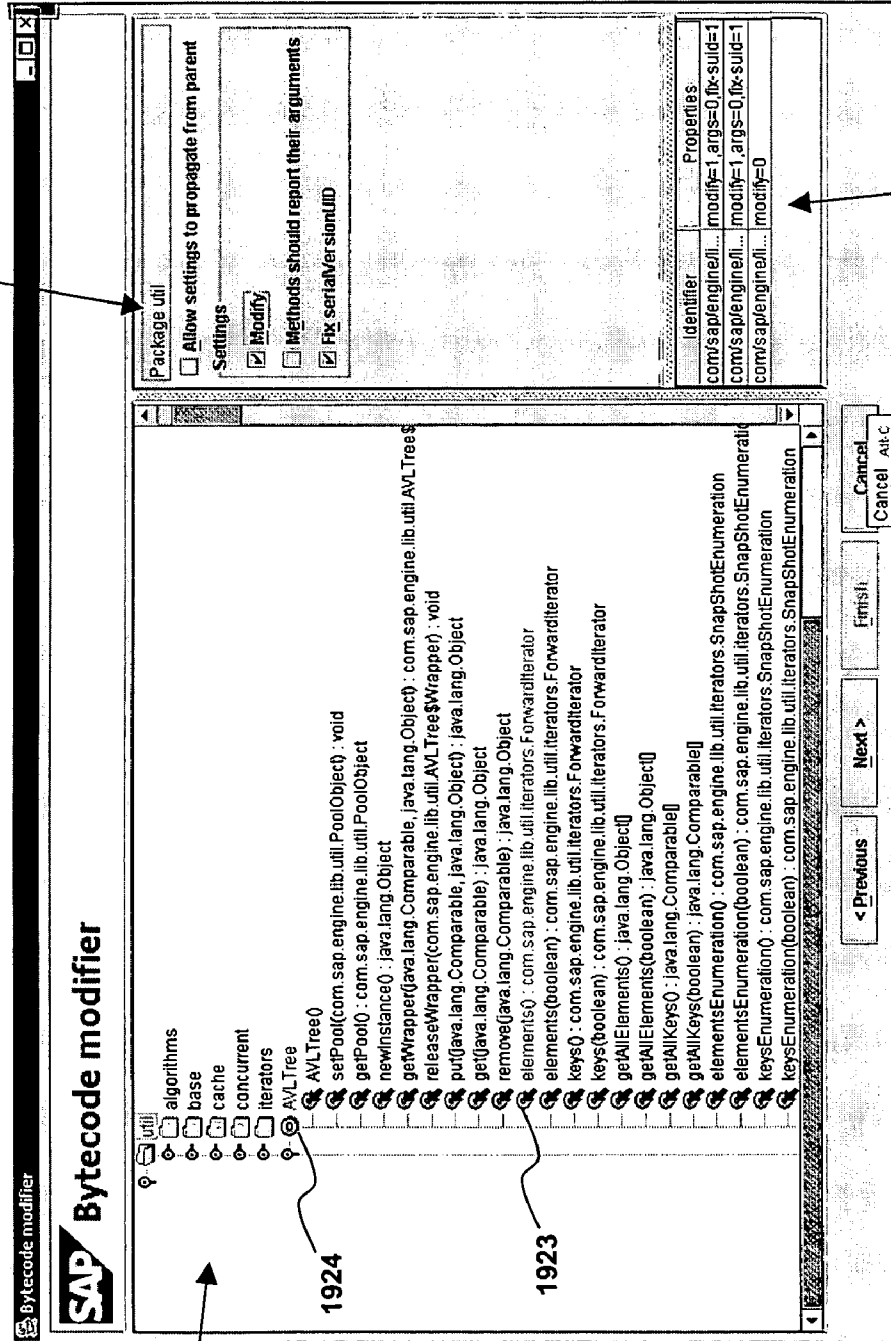 Bytecode modifier
SAP Bytecode modifier
util
algorithms
base
cache
concurrent
iterators
AVLTree
AVLTree()
setPool(com.sap.engine.lib.util.PoolObject) : void
getPool() : com.sap.engine.lib.util.PoolObject
newInstance() : java.lang.Object
getWrapper(java.lang.Comparable, java.lang.Object) : com.sap.engine.lib.util.AVLTree$
releaseWrapper(com.sap.engine.lib.util.AVLTree$Wrapper) : void
put(java.lang.Comparable, java.lang.Object) : java.lang.Object
get(java.lang.Comparable) : java.lang.Object
remove(java.lang.Comparable) : java.lang.Object
elements() : com.sap.engine.lib.util.iterators.ForwardIterator
elements(boolean) : com.sap.engine.lib.util.iterators.ForwardIterator
keys() : com.sap.engine.lib.util.iterators.ForwardIterator
keys(boolean) : com.sap.engine.lib.util.iterators.ForwardIterator
getAllElements() : java.lang.Object[]
getAllElements(boolean) : java.lang.Object[]
getAllKeys() : java.lang.Comparable[]
getAllKeys(boolean) : java.lang.Comparable[]
elementsEnumeration() : com.sap.engine.lib.util.iterators.SnapShotEnumeration
elementsEnumeration(boolean) : com.sap.engine.lib.util.iterators.SnapShotEnumeratio
keysEnumeration() : com.sap.engine.lib.util.iterators.SnapShotEnumeration
keysEnumeration(boolean) : com.sap.engine.lib.util.iterators.SnapShotEnumeration
1924
1923
Package util
Allow settings to propagate from parent
Settings
Modify
Methods should report their arguments
Fix serialVersionUID
Identifier Properties
com/sap/engine/li... modify=1,args=0,fix-suid=1
com/sap/engine/li... modify=1,args=0,fix-suid=1
com/sap/engine/li... modify=0
< Previous
Next >
Finish
Cancel
Cancel Alt-C